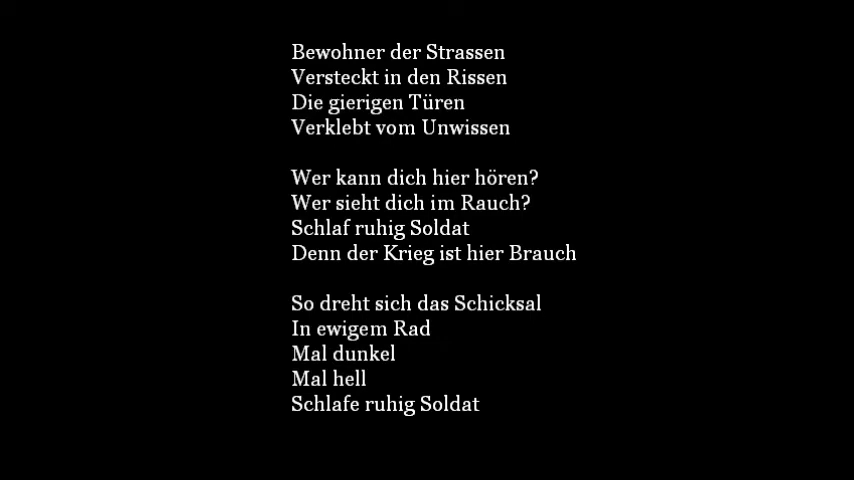 Bewohner der Strassen
Versteckt in den Rissen
Die gierigen Türen
Verklebt vom Unwissen
Wer kann dich hier hören?
Wer sieht dich im Rauch?
Schlaf ruhig Soldat
Denn der Krieg ist hier Brauch
So dreht sich das Schicksal
In ewigem Rad
Mal dunkel
Mal hell
Schlafe ruhig Soldat